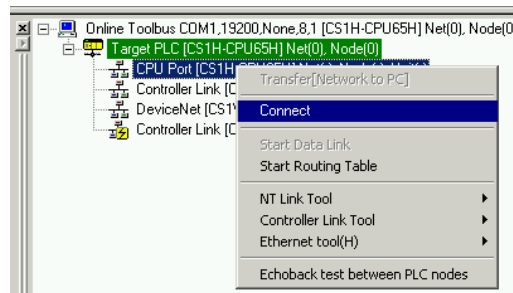 Online Toolbus COM1,19200,None,8,1 [CS1H-CPU65H] Net(0), Node(0
Target PLC [CS1H-CPU65H] Net(0), Node(0)
CPU Port [CS1H
Controller Link [C
DeviceNet [CS1
Controller Link [C
Transfer[Network to PC]
Connect
Start Data Link
Start Routing Table
NT Link Tool
Controller Link Tool
Ethernet tool(H)
Echoback test between PLC nodes